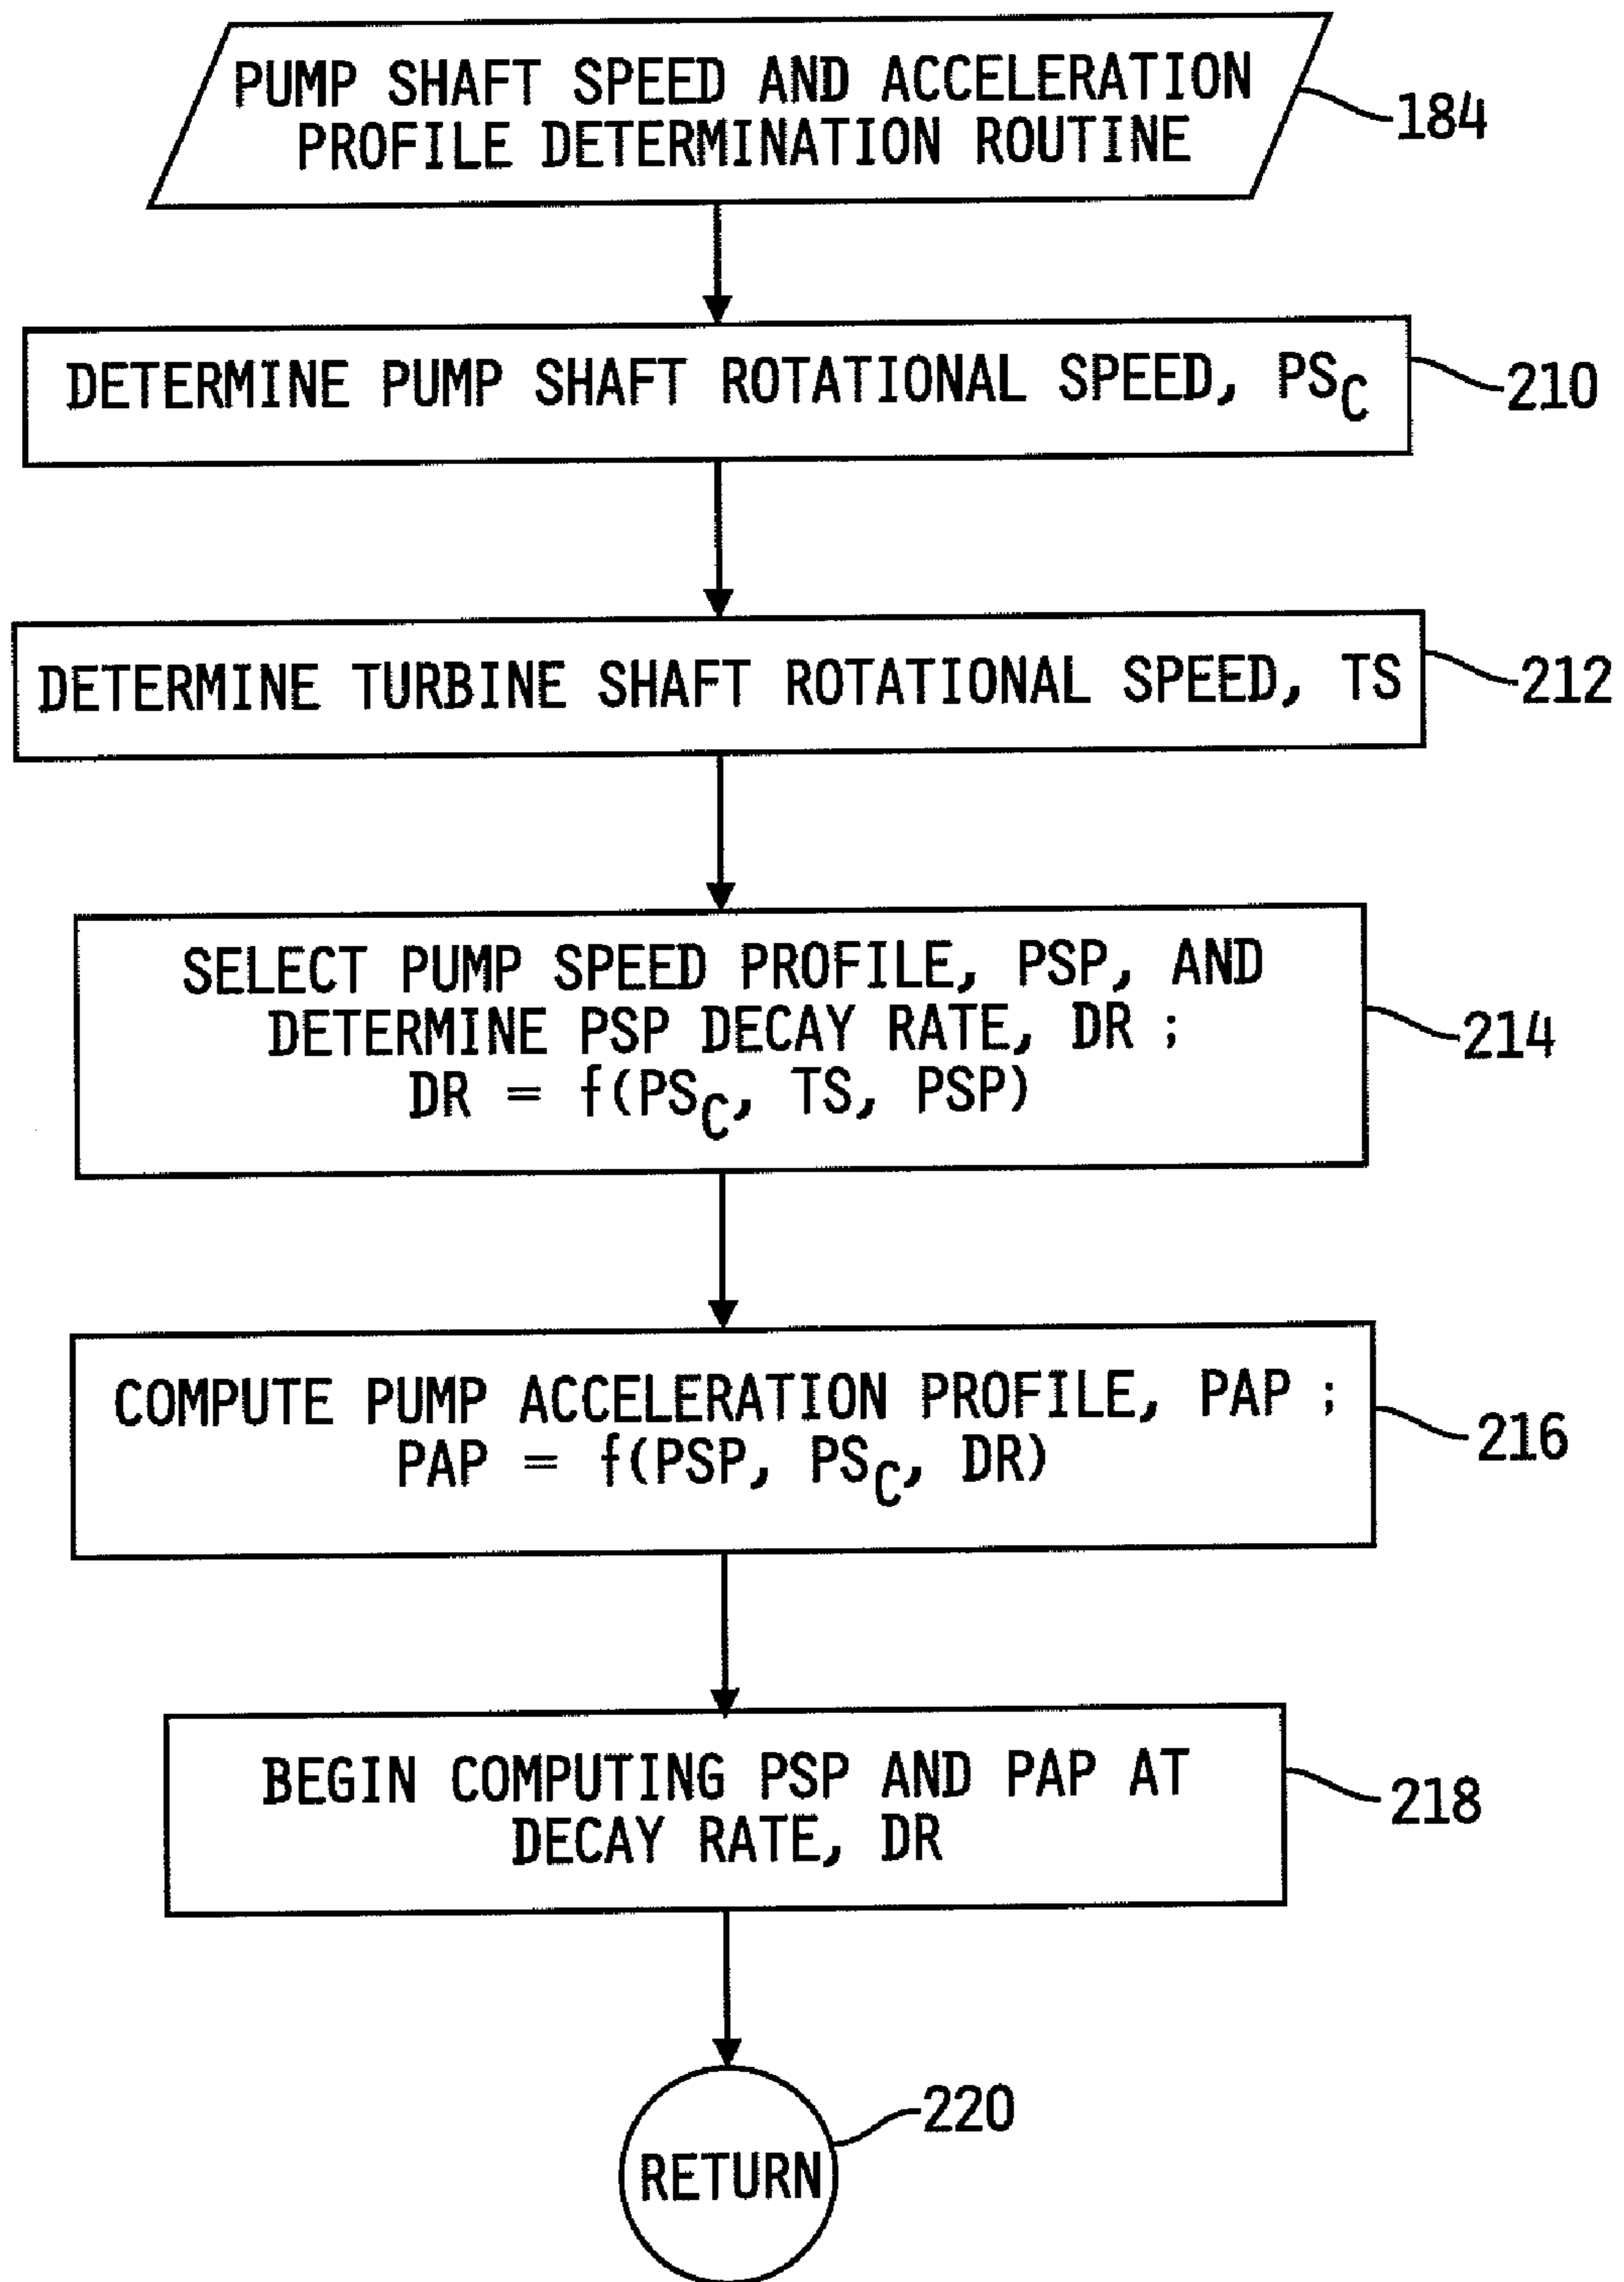 PUMP SHAFT SPEED AND ACCELERATION
PROFILE DETERMINATION ROUTINE
184
DETERMINE PUMP SHAFT ROTATIONAL SPEED, PSC
210
DETERMINE TURBINE SHAFT ROTATIONAL SPEED, TS
212
SELECT PUMP SPEED PROFILE, PSP, AND
DETERMINE PSP DECAY RATE, DR ;
DR = f(PSC, TS, PSP)
214
COMPUTE PUMP ACCELERATION PROFILE, PAP ;
PAP = f(PSP, PSC, DR)
216
BEGIN COMPUTING PSP AND PAP AT
DECAY RATE, DR
218
RETURN
220